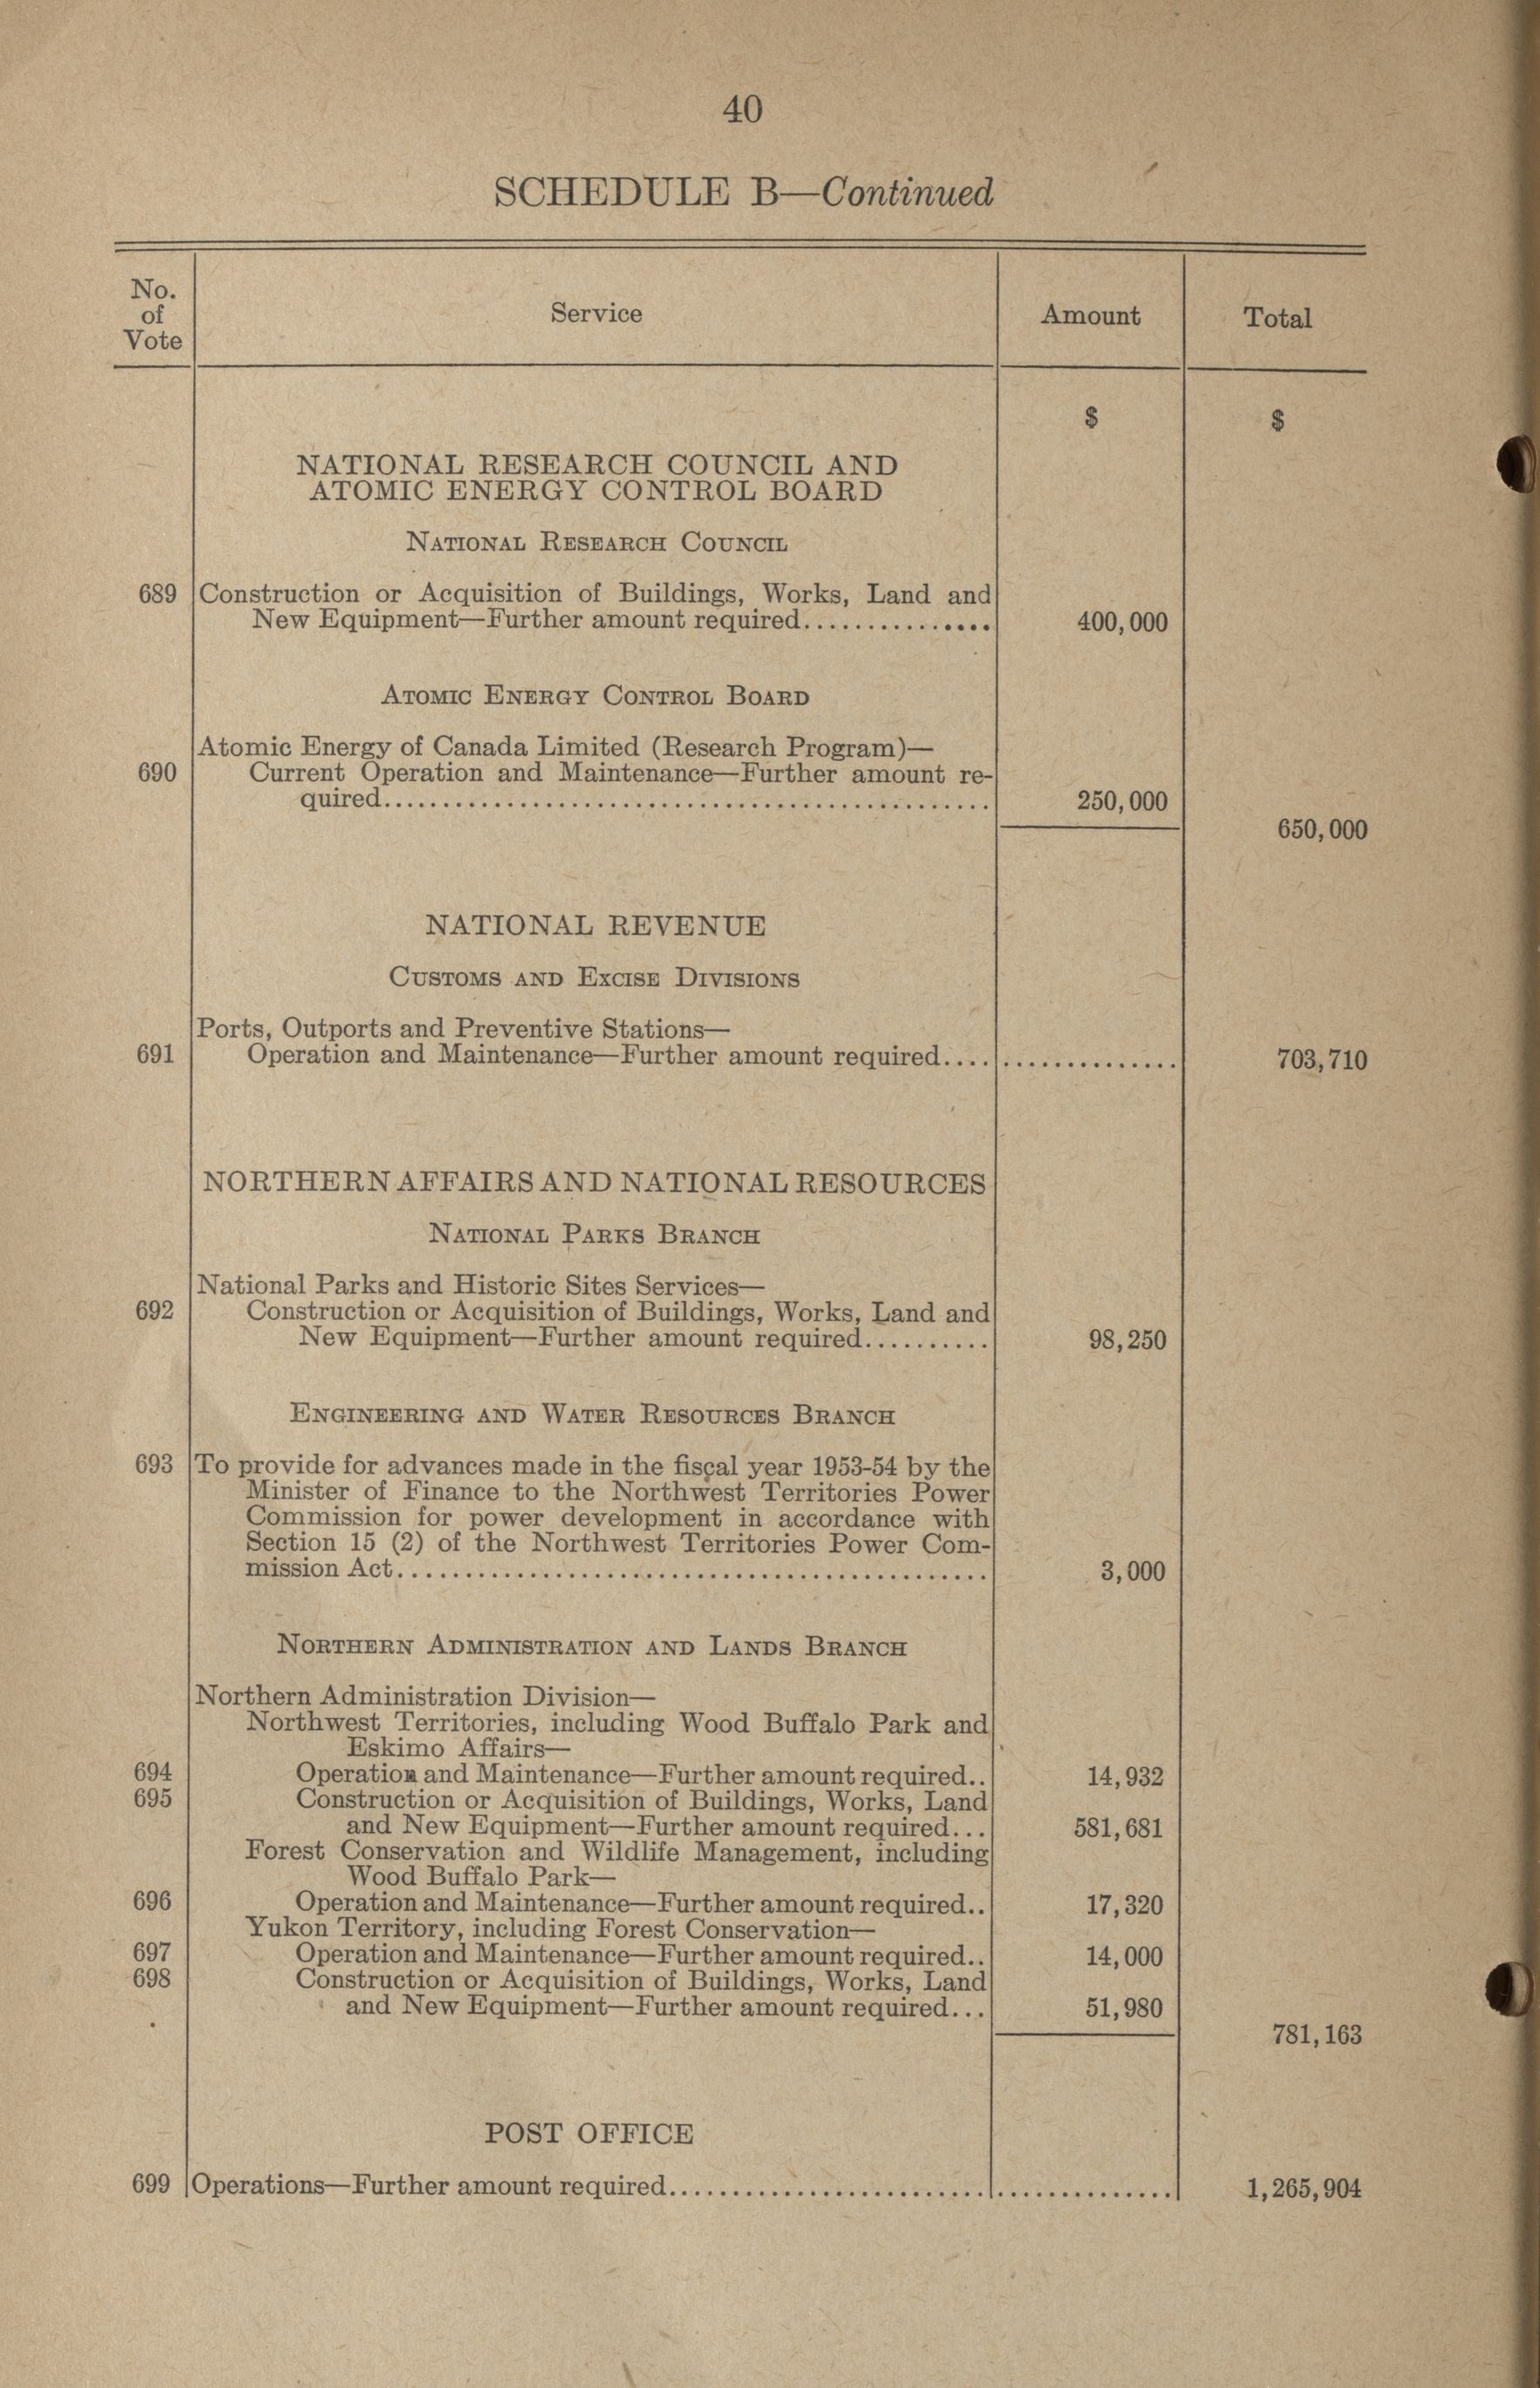 40
SCHEDULE B—Continued
No.
of
Vote
Service
Amount
Total
$
$
NATIONAL RESEARCH COUNCIL AND
ATOMIC ENERGY CONTROL BOARD
NATIONAL RESEARCH COUNCIL
689 Construction or Acquisition of Buildings, Works, Land and
New Equipment—Further amount required............... 400,000
ATOMIC ENERGY CONTROL BOARD
Atomic Energy of Canada Limited (Research Program)—
690 Current Operation and Maintenance—Further amount re-
quired............................................... 250,000
650,000
NATIONAL REVENUE
CUSTOMS AND EXCISE DIVISIONS
Ports, Outports and Preventive Stations—
691 Operation and Maintenance—Further amount required.... .............. 703,710
NORTHERN AFFAIRS AND NATIONAL RESOURCES
NATIONAL PARKS BRANCH
National Parks and Historic Sites Services—
692 Construction or Acquisition of Buildings, Works, Land and
New Equipment—Further amount required.......... 98,250
ENGINEERING AND WATER RESOURCES BRANCH
693 To provide for advances made in the fiscal year 1953-54 by the
Minister of Finance to the Northwest Territories Power
Commission for power development in accordance with
Section 15 (2) of the Northwest Territories Power Com-
mission Act.............................................. 3,000
NORTHERN ADMINISTRATION AND LANDS BRANCH
Northern Administration Division—
Northwest Territories, including Wood Buffalo Park and
Eskimo Affairs—
694 Operation and Maintenance—Further amount required.. 14,932
695 Construction or Acquisition of Buildings, Works, Land
and New Equipment—Further amount required... 581,681
Forest Conservation and Wildlife Management, including
Wood Buffalo Park—
696 Operation and Maintenance—Further amount required.. 17,320
Yukon Territory, including Forest Conservation—
697 Operation and Maintenance—Further amount required.. 14,000
698 Construction or Acquisition of Buildings, Works, Land
and New Equipment—Further amount required... 51,980
781,163
POST OFFICE
699 Operations—Further amount required......................... .............. 1,265,904